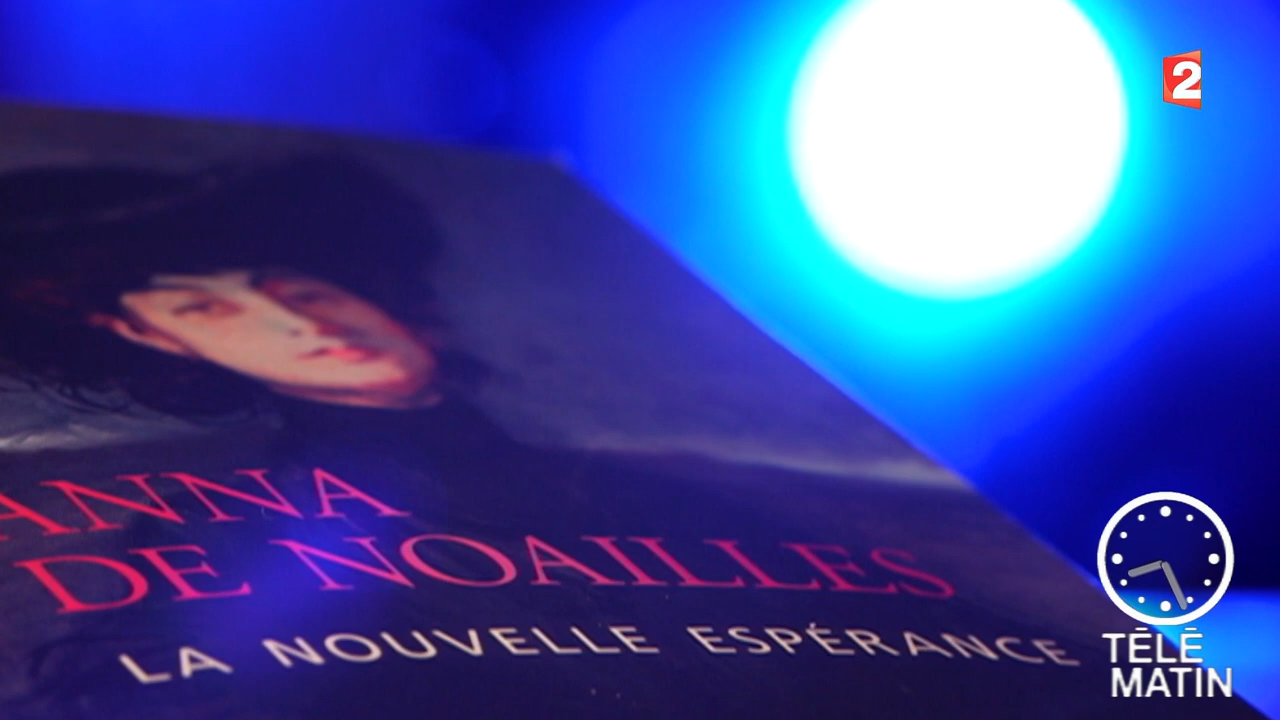 2
ANNA
DE NOAILLES
LA NOUVELLE ESPÉRANCE
TÉLÉ
MATIN